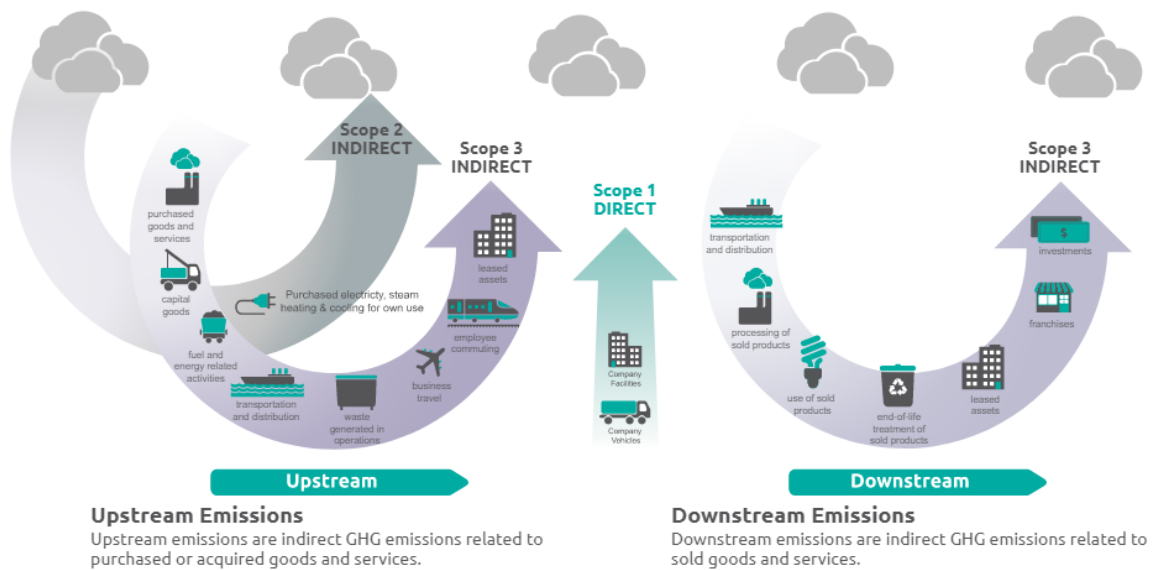 Scope 2
INDIRECT
Scope 3
INDIRECT
purchased
goods and
services
capital
goods
fuel and
energy related
activities
Purchased electricty, steam
heating & cooling for own use
transportation
and distribution
waste
generated in
operations
business
travel
employee
commuting
leased
assets
Scope 1
DIRECT
Company
Facilities
Company
Vehicles
Scope 3
INDIRECT
transportation
and distribution
processing of
sold products
use of sold
products
end-of-life
treatment of
sold products
leased
assets
franchises
$
investments
Upstream
Upstream Emissions
Upstream emissions are indirect GHG emissions related to
purchased or acquired goods and services.
Downstream
Downstream Emissions
Downstream emissions are indirect GHG emissions related to
sold goods and services.